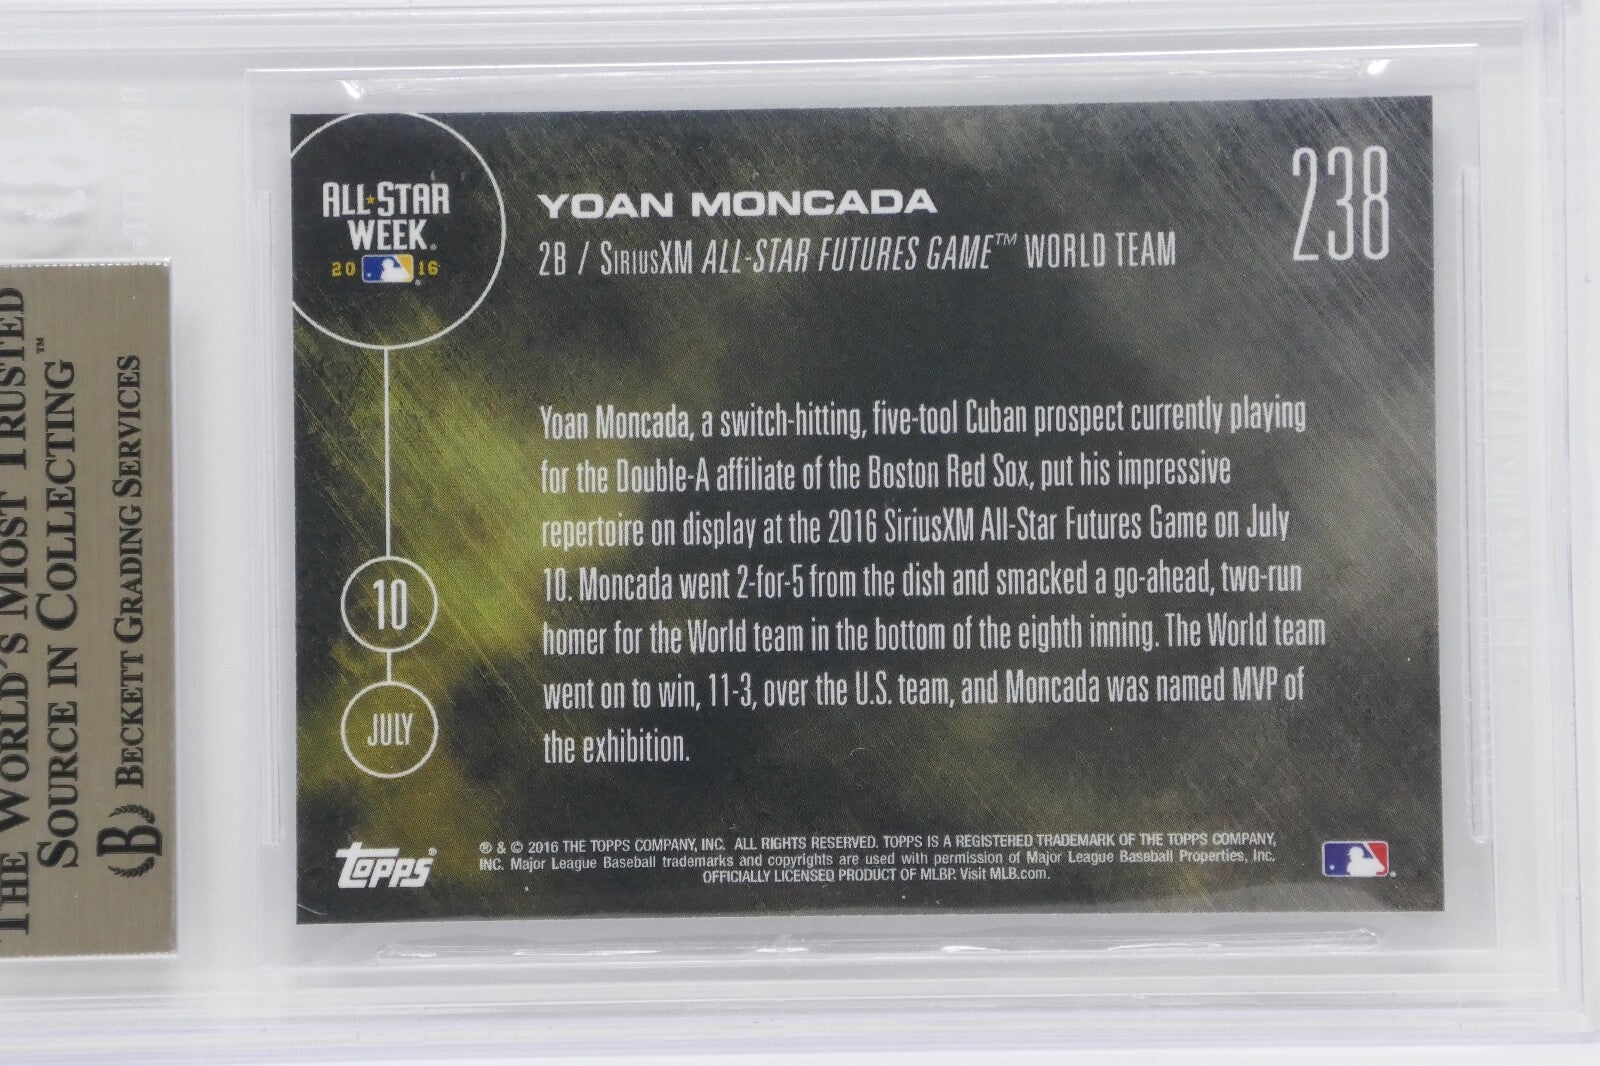 THE WORLD'S MOST TRUSTED
SOURCE IN COLLECTING™
BECKETT GRADING SERVICES
B
ALL★STAR
WEEK®
2016
YOAN MONCADA
2B / SIRIUSXM ALL-STAR FUTURES GAME™ WORLD TEAM
238
Yoan Moncada, a switch-hitting, five-tool Cuban prospect currently playing
for the Double-A affiliate of the Boston Red Sox, put his impressive
repertoire on display at the 2016 SiriusXM All-Star Futures Game on July
10. Moncada went 2-for-5 from the dish and smacked a go-ahead, two-run
homer for the World team in the bottom of the eighth inning. The World team
went on to win, 11-3, over the U.S. team, and Moncada was named MVP of
the exhibition.
10
JULY
topps®
® & © 2016 THE TOPPS COMPANY, INC. ALL RIGHTS RESERVED. TOPPS IS A REGISTERED TRADEMARK OF THE TOPPS COMPANY,
INC. Major League Baseball trademarks and copyrights are used with permission of Major League Baseball Properties, Inc.
OFFICIALLY LICENSED PRODUCT OF MLBP. Visit MLB.com.